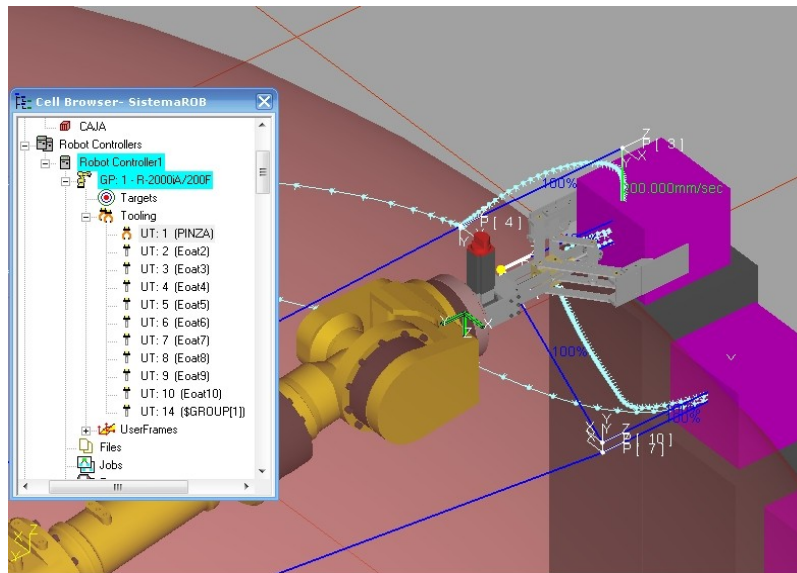 Cell Browser- SistemaROB
CAJA
Robot Controllers
Robot Controller1
GP: 1 - R-2000iA/200F
Targets
Tooling
UT: 1 (PINZA)
UT: 2 (Eoat2)
UT: 3 (Eoat3)
UT: 4 (Eoat4)
UT: 5 (Eoat5)
UT: 6 (Eoat6)
UT: 7 (Eoat7)
UT: 8 (Eoat8)
UT: 9 (Eoat9)
UT: 10 (Eoat10)
UT: 14 ($GROUP[1])
UserFrames
Files
Jobs
Z
P[ 3]
Y X
100%
00.000mm/sec
P[ 4]
Y X
Z
100%
100%
Y
X Z
10 ]
P[ 7]
X Z
Y